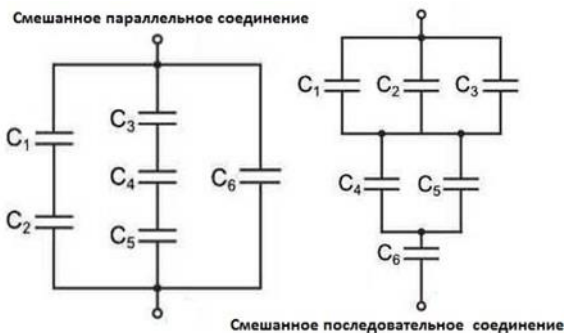 Смешанное параллельное соединение
C1
C2
C3
C4
C5
C6
C1
C2
C3
C4
C5
C6
Смешанное последовательное соединение